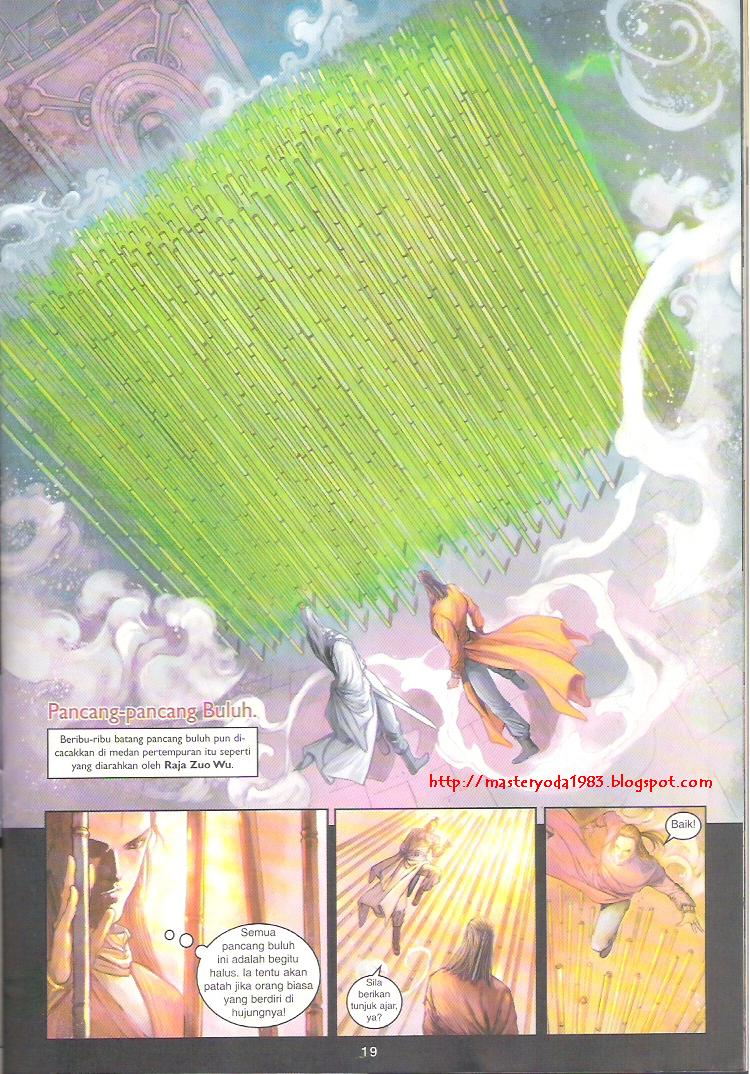 Pancang-pancang Buluh.
Beribu-ribu batang pancang buluh pun di-
cacakkan di medan pertempuran itu seperti
yang diarahkan oleh Raja Zuo Wu.
http://masteryoda1983.blogspot.com
Semua
pancang buluh
ini adalah begitu
halus. Ia tentu akan
patah jika orang biasa
yang berdiri di
hujungnya!
Sila
berikan
tunjuk ajar,
ya?
Baik!
19